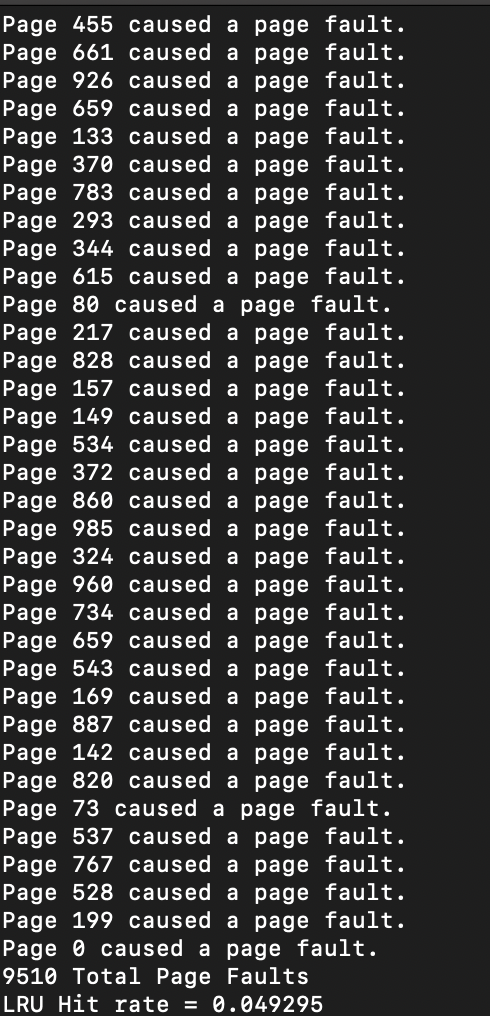 Page 455 caused a page fault.
Page 661 caused a page fault.
Page 926 caused a page fault.
Page 659 caused a page fault.
Page 133 caused a page fault.
Page 370 caused a page fault.
Page 783 caused a page fault.
Page 293 caused a page fault.
Page 344 caused a page fault.
Page 615 caused a page fault.
Page 80 caused a page fault.
Page 217 caused a page fault.
Page 828 caused a page fault.
Page 157 caused a page fault.
Page 149 caused a page fault.
Page 534 caused a page fault.
Page 372 caused a page fault.
Page 860 caused a page fault.
Page 985 caused a page fault.
Page 324 caused a page fault.
Page 960 caused a page fault.
Page 734 caused a page fault.
Page 659 caused a page fault.
Page 543 caused a page fault.
Page 169 caused a page fault.
Page 887 caused a page fault.
Page 142 caused a page fault.
Page 820 caused a page fault.
Page 73 caused a page fault.
Page 537 caused a page fault.
Page 767 caused a page fault.
Page 528 caused a page fault.
Page 199 caused a page fault.
Page 0 caused a page fault.
9510 Total Page Faults
LRU Hit rate = 0.049295